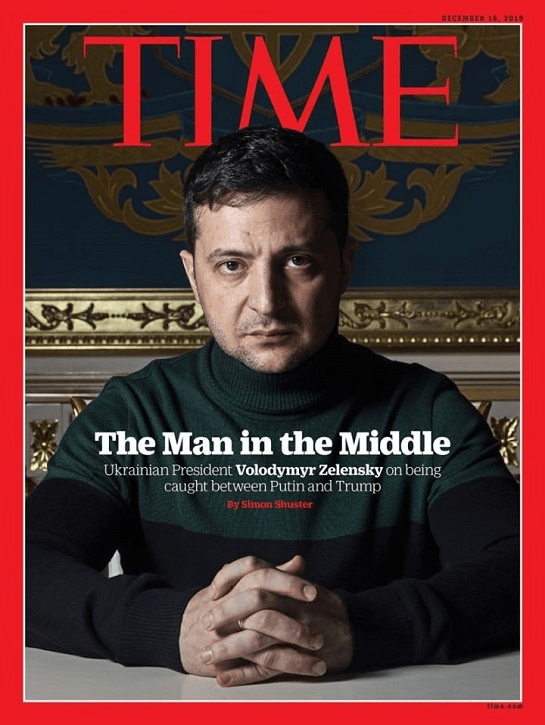 DECEMBER 16, 2019
TIME
The Man in the Middle
Ukrainian President Volodymyr Zelensky on being
caught between Putin and Trump
By Simon Shuster
time.com